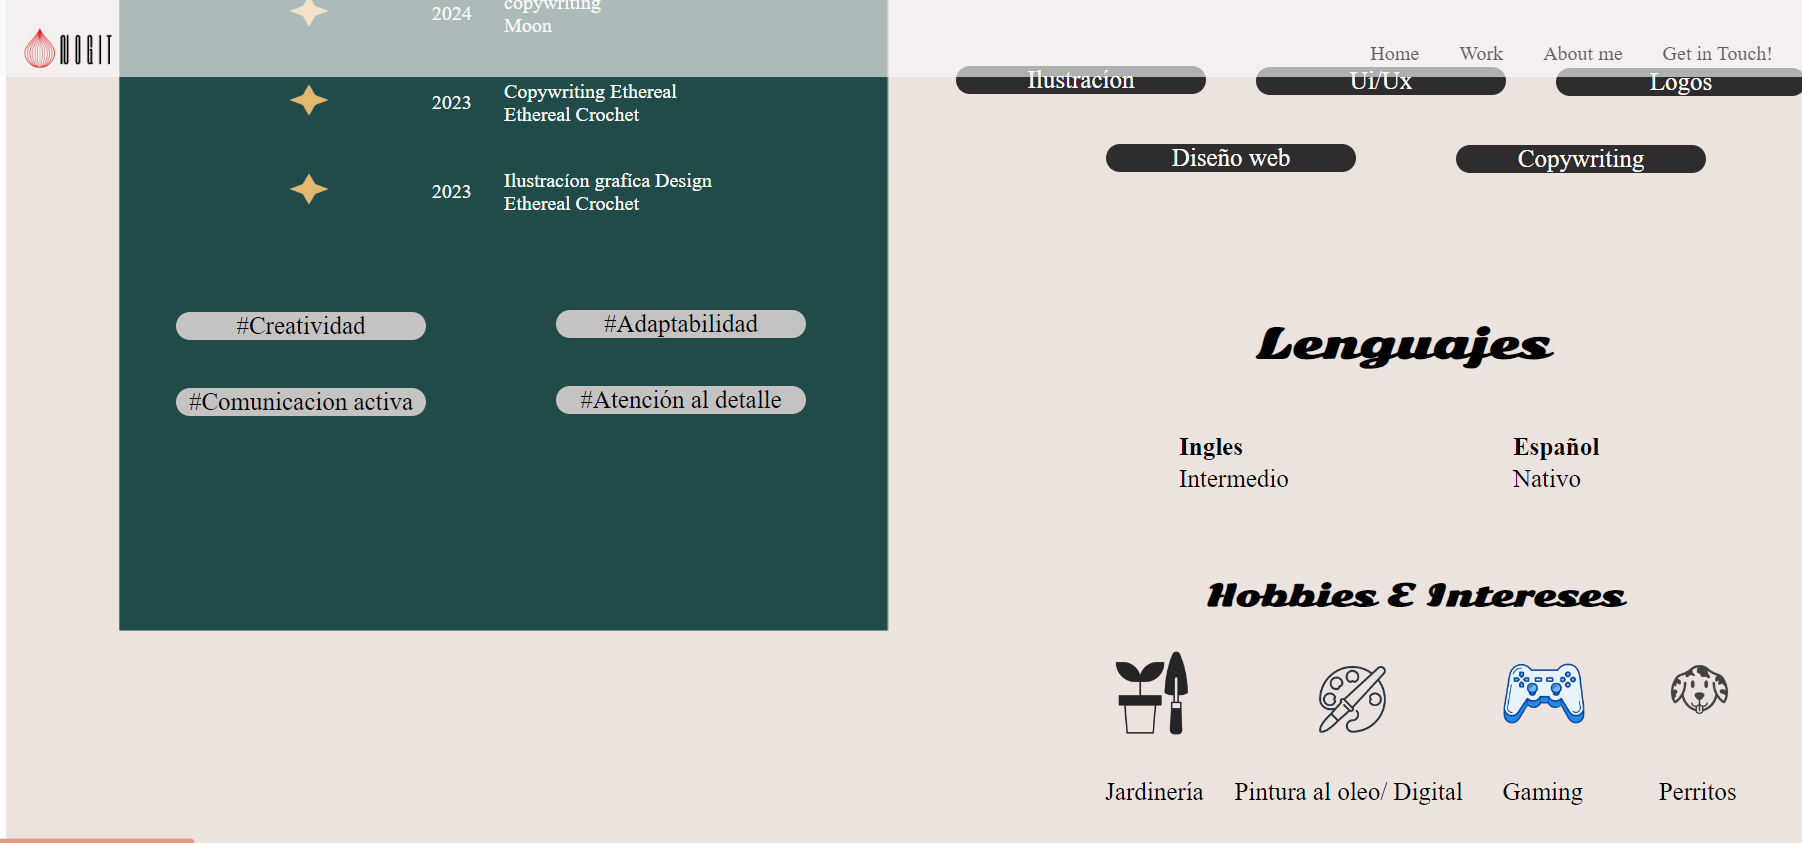 2024
copywriting
Moon
NOGIT
Home
Work
About me
Get in Touch!
Ilustracíon
Ui/Ux
Logos
2023
Copywriting Ethereal
Ethereal Crochet
Diseño web
Copywriting
2023
Ilustracíon grafíca Design
Ethereal Crochet
#Creatividad
#Adaptabilidad
#Comunicacion activa
#Atención al detalle
Lenguajes
Ingles
Intermedio
Español
Nativo
Hobbies & Intereses
Jardinería
Pintura al oleo/ Digital
Gaming
Perritos